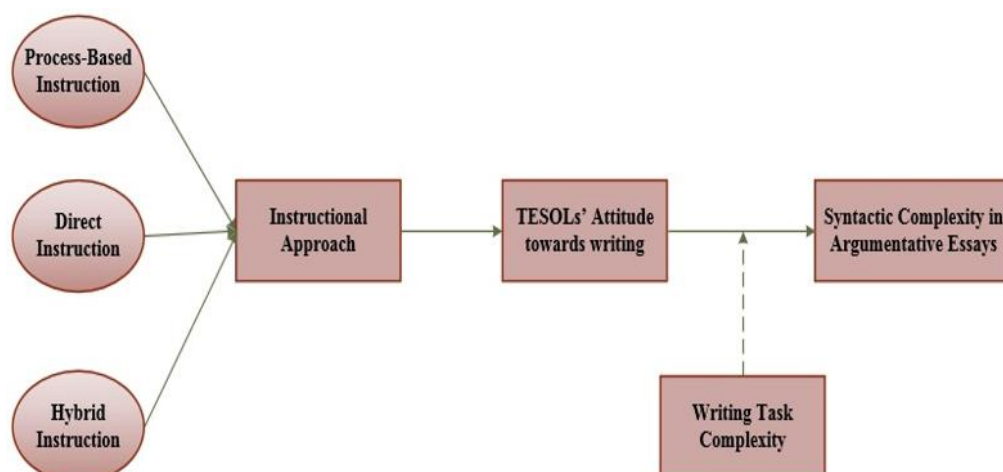 Process-Based
Instruction
Direct
Instruction
Hybrid
Instruction
Instructional
Approach
TESOLs' Attitude
towards writing
Syntactic Complexity in
Argumentative Essays
Writing Task
Complexity